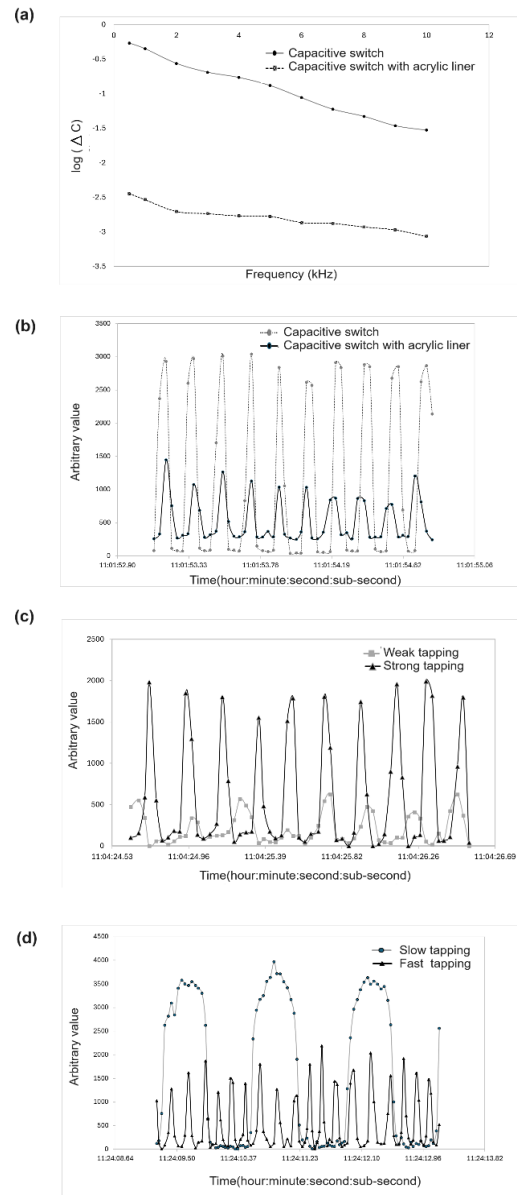 (a)
0
0 2 4 6 8 10 12
-0.5
-1
-1.5
-2
-2.5
-3
-3.5
Capacitive switch
Capacitive switch with acrylic liner
log ( Δ C)
Frequency (kHz)
(b)
3500
3000
2500
2000
1500
1000
500
0
Capacitive switch
Capacitive switch with acrylic liner
Arbitrary value
11:01:52.90 11:01:53.33 11:01:53.76 11:01:54.19 11:01:54.62 11:01:55.06
Time(hour:minute:second:sub-second)
(c)
2500
2000
1500
1000
500
0
Weak tapping
Strong tapping
Arbitrary value
11:04:24.53 11:04:24.96 11:04:25.39 11:04:25.82 11:04:26.26 11:04:26.69
Time(hour:minute:second:sub-second)
(d)
4500
4000
3500
3000
2500
2000
1500
1000
500
0
Slow tapping
Fast tapping
Arbitrary value
11:24:08.64 11:24:09.50 11:24:10.37 11:24:11.23 11:24:12.10 11:24:12.96 11:24:13.82
Time(hour:minute:second:sub-second)